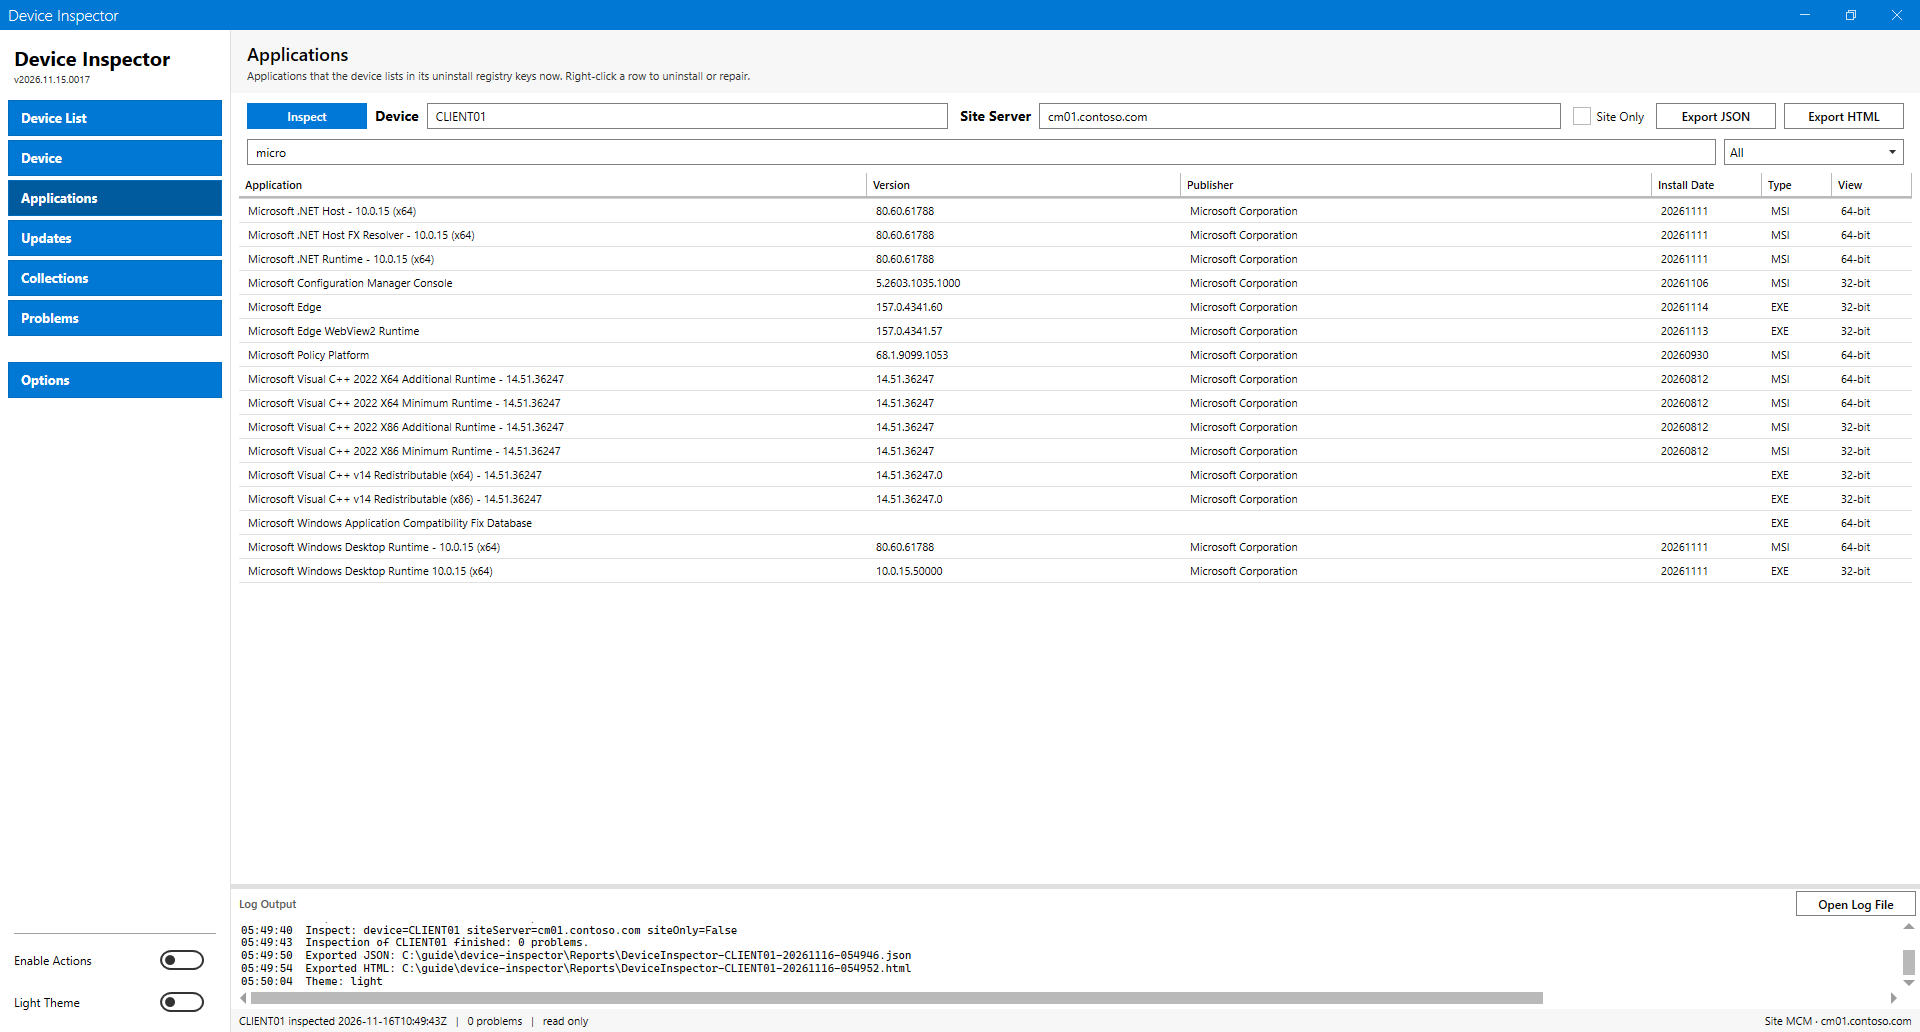 Device Inspector
Device Inspector
v2026.11.15.0017
Device List
Device
Applications
Updates
Collections
Problems
Options
Enable Actions
Light Theme
Applications
Applications that the device lists in its uninstall registry keys now. Right-click a row to uninstall or repair.
Inspect Device CLIENT01 Site Server cm01.contoso.com Site Only Export JSON Export HTML
micro All
Application Version Publisher Install Date Type View
Microsoft .NET Host - 10.0.15 (x64) 80.60.61788 Microsoft Corporation 20261111 MSI 64-bit
Microsoft .NET Host FX Resolver - 10.0.15 (x64) 80.60.61788 Microsoft Corporation 20261111 MSI 64-bit
Microsoft .NET Runtime - 10.0.15 (x64) 80.60.61788 Microsoft Corporation 20261111 MSI 64-bit
Microsoft Configuration Manager Console 5.2603.1035.1000 Microsoft Corporation 20261106 MSI 32-bit
Microsoft Edge 157.0.4341.60 Microsoft Corporation 20261114 EXE 32-bit
Microsoft Edge WebView2 Runtime 157.0.4341.57 Microsoft Corporation 20261113 EXE 32-bit
Microsoft Policy Platform 68.1.9099.1053 Microsoft Corporation 20260930 MSI 64-bit
Microsoft Visual C++ 2022 X64 Additional Runtime - 14.51.36247 14.51.36247 Microsoft Corporation 20260812 MSI 64-bit
Microsoft Visual C++ 2022 X64 Minimum Runtime - 14.51.36247 14.51.36247 Microsoft Corporation 20260812 MSI 64-bit
Microsoft Visual C++ 2022 X86 Additional Runtime - 14.51.36247 14.51.36247 Microsoft Corporation 20260812 MSI 32-bit
Microsoft Visual C++ 2022 X86 Minimum Runtime - 14.51.36247 14.51.36247 Microsoft Corporation 20260812 MSI 32-bit
Microsoft Visual C++ v14 Redistributable (x64) - 14.51.36247 14.51.36247.0 Microsoft Corporation EXE 32-bit
Microsoft Visual C++ v14 Redistributable (x86) - 14.51.36247 14.51.36247.0 Microsoft Corporation EXE 32-bit
Microsoft Windows Application Compatibility Fix Database EXE 64-bit
Microsoft Windows Desktop Runtime - 10.0.15 (x64) 80.60.61788 Microsoft Corporation 20261111 MSI 64-bit
Microsoft Windows Desktop Runtime 10.0.15 (x64) 10.0.15.50000 Microsoft Corporation 20261111 EXE 32-bit
Log Output Open Log File
05:49:40 Inspect: device=CLIENT01 siteServer=cm01.contoso.com siteOnly=False
05:49:43 Inspection of CLIENT01 finished: 0 problems.
05:49:50 Exported JSON: C:\guide\device-inspector\Reports\DeviceInspector-CLIENT01-20261116-054946.json
05:49:54 Exported HTML: C:\guide\device-inspector\Reports\DeviceInspector-CLIENT01-20261116-054952.html
05:50:04 Theme: light
CLIENT01 inspected 2026-11-16T10:49:43Z | 0 problems | read only
Site MCM · cm01.contoso.com